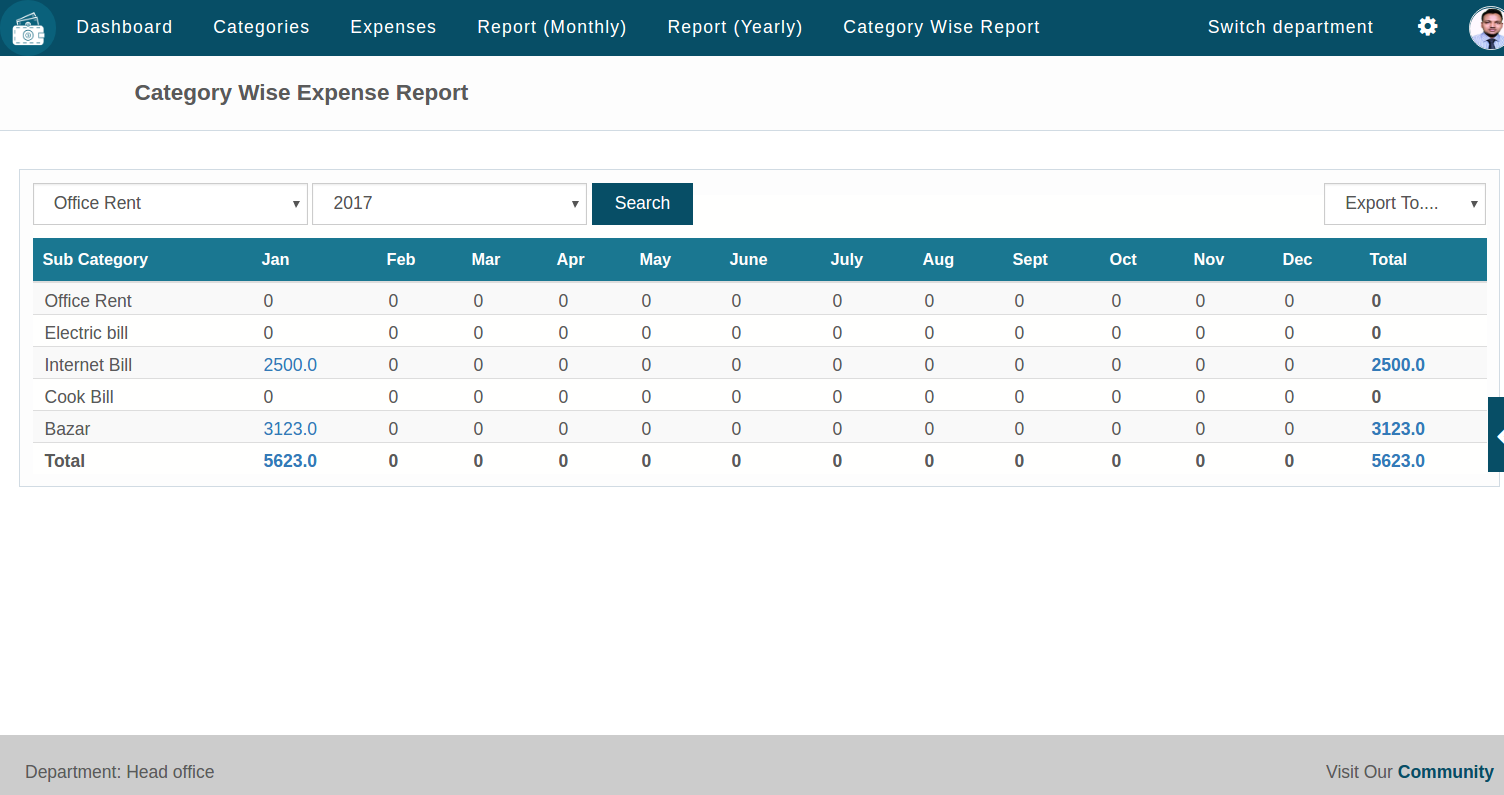 Dashboard Categories Expenses Report (Monthly) Report (Yearly) Category Wise Report Switch department
Category Wise Expense Report
Office Rent 2017 Search Export To....
Sub Category Jan Feb Mar Apr May June July Aug Sept Oct Nov Dec Total
Office Rent 0 0 0 0 0 0 0 0 0 0 0 0 0
Electric bill 0 0 0 0 0 0 0 0 0 0 0 0 0
Internet Bill 2500.0 0 0 0 0 0 0 0 0 0 0 0 2500.0
Cook Bill 0 0 0 0 0 0 0 0 0 0 0 0 0
Bazar 3123.0 0 0 0 0 0 0 0 0 0 0 0 3123.0
Total 5623.0 0 0 0 0 0 0 0 0 0 0 0 5623.0
Department: Head office Visit Our Community